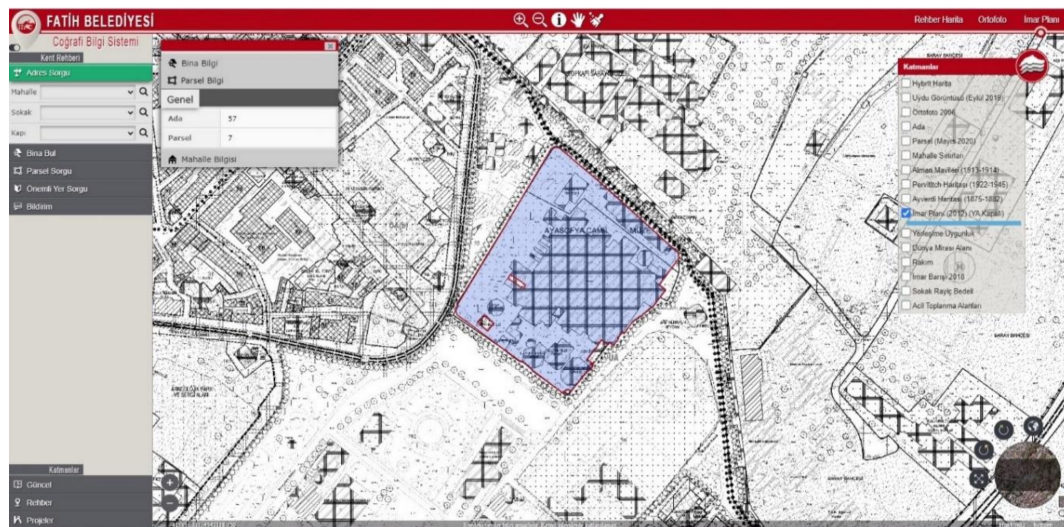 FATİH BELEDİYESİ
Rehber Harita Ortofoto İmar Planı
Coğrafi Bilgi Sistemi
Kent Rehberi
Adres Sorgu
Mahalle
Sokak
Kapı
Bina Bul
Parsel Sorgu
Önemli Yer Sorgu
Bildirim
Bina Bilgi
Parsel Bilgi
Genel
Ada 57
Parsel 7
Mahalle Bilgisi
AYASOFYA CAMİİ
Katmanlar
Hybrit Harita
Uydu Görüntüsü (Eylül 2019)
Ortofoto 2006
Ada
Parsel (Mayıs 2020)
Mahalle Sınırları
Alman Mavileri (1913-1914)
Pervititch Haritası (1922-1945)
Ayverdi Haritası (1875-1882)
İmar Planı (2012) (YA Kapalı)
Yerleşime Uygunluk
Dünya Mirası Alanı
Rakım
İmar Barışı 2018
Sokak Rayiç Bedeli
Acil Toplanma Alanları
SARAY BAHÇESİ
Katmanlar
Güncel
Rehber
Projeler